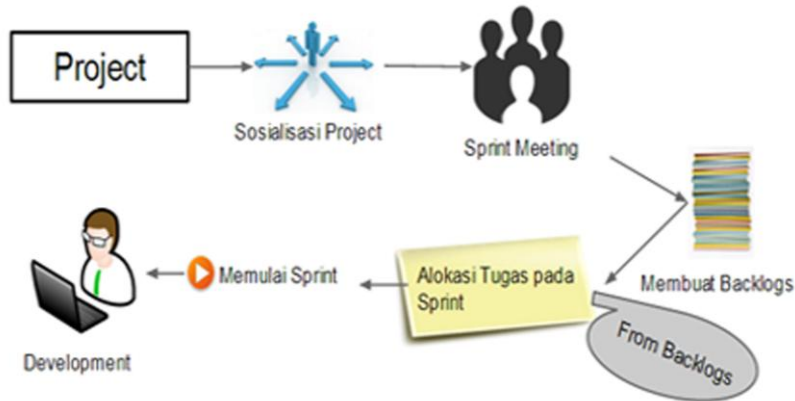 Project
Sosialisasi Project
Sprint Meeting
Membuat Backlogs
From Backlogs
Alokasi Tugas pada
Sprint
Memulai Sprint
Development